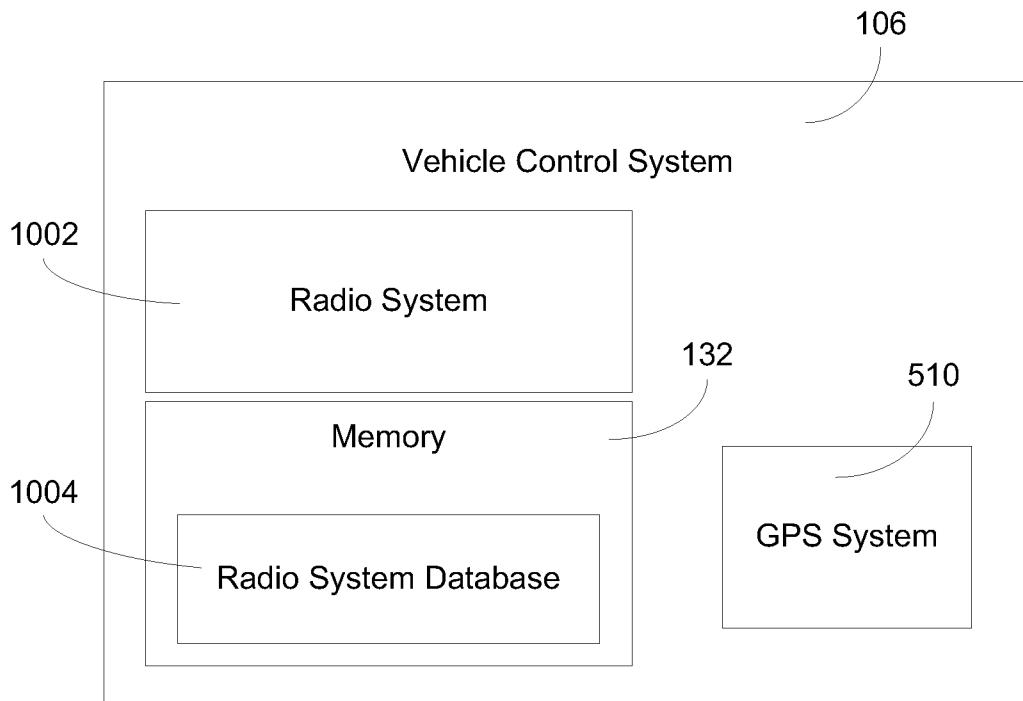 106
Vehicle Control System
1002
Radio System
132
510
Memory
1004
GPS System
Radio System Database